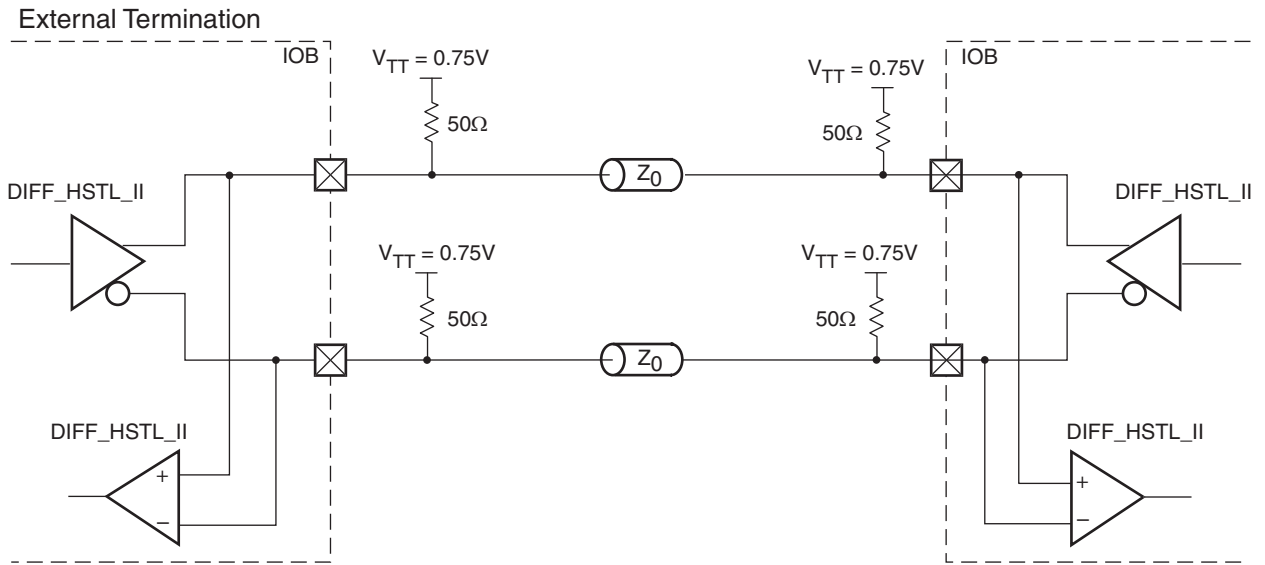 External Termination
IOB
IOB
V_TT = 0.75V
V_TT = 0.75V
50Ω
50Ω
Z_0
DIFF_HSTL_II
DIFF_HSTL_II
V_TT = 0.75V
V_TT = 0.75V
50Ω
50Ω
Z_0
DIFF_HSTL_II
DIFF_HSTL_II
+
−
+
−